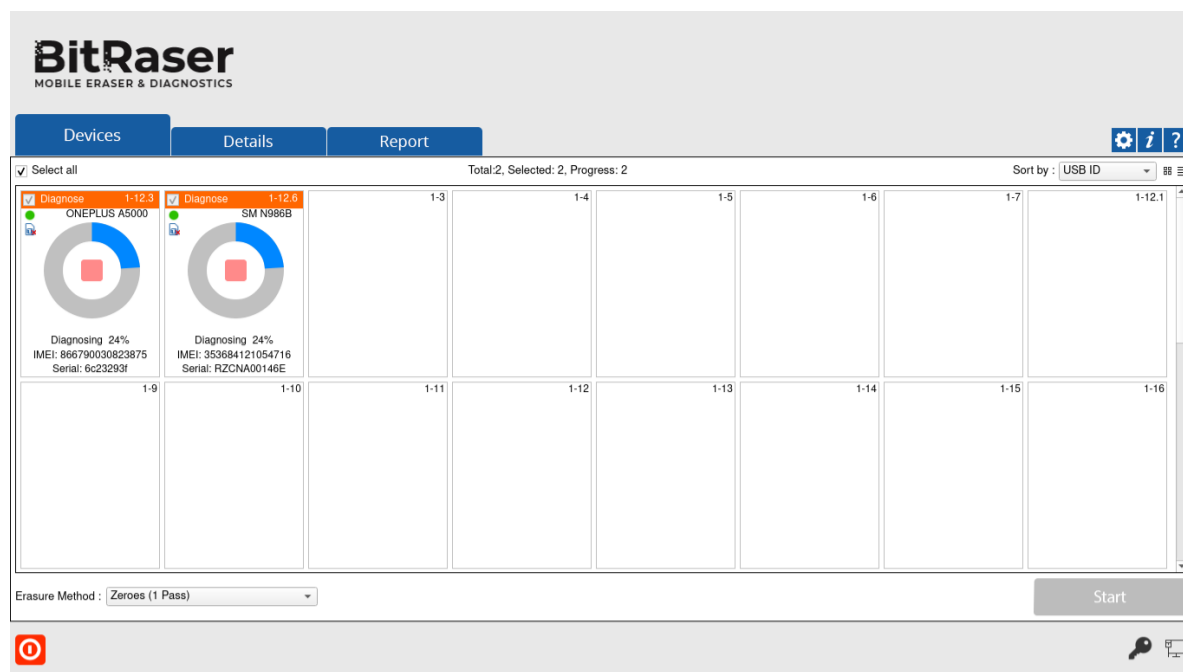 BitRaser
MOBILE ERASER & DIAGNOSTICS
Devices
Details
Report
i
?
Select all
Total:2, Selected: 2, Progress: 2
Sort by : USB ID
Diagnose 1-12.3
ONEPLUS A5000
Diagnosing 24%
IMEI: 866790030823875
Serial: 6c23293f
Diagnose 1-12.6
SM N986B
Diagnosing 24%
IMEI: 353684121054716
Serial: RZCNA00146E
1-3
1-4
1-5
1-6
1-7
1-12.1
1-9
1-10
1-11
1-12
1-13
1-14
1-15
1-16
Erasure Method : Zeroes (1 Pass)
Start